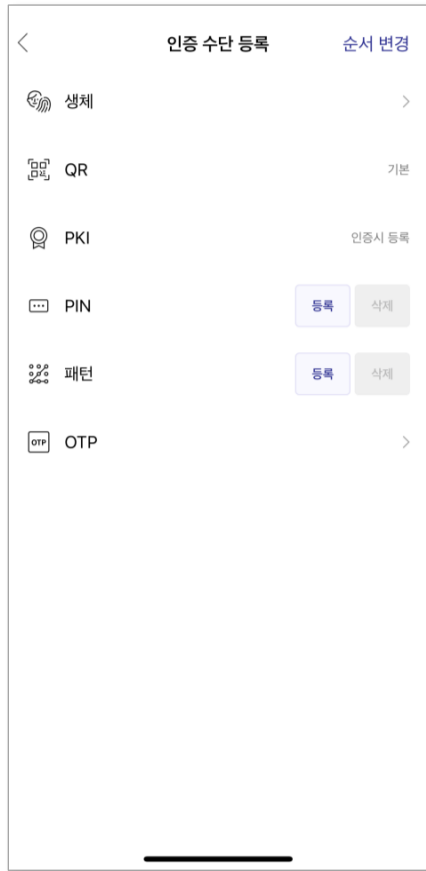 인증 수단 등록 순서 변경
생체
QR 기본
PKI 인증시 등록
PIN 등록 삭제
패턴 등록 삭제
OTP OTP